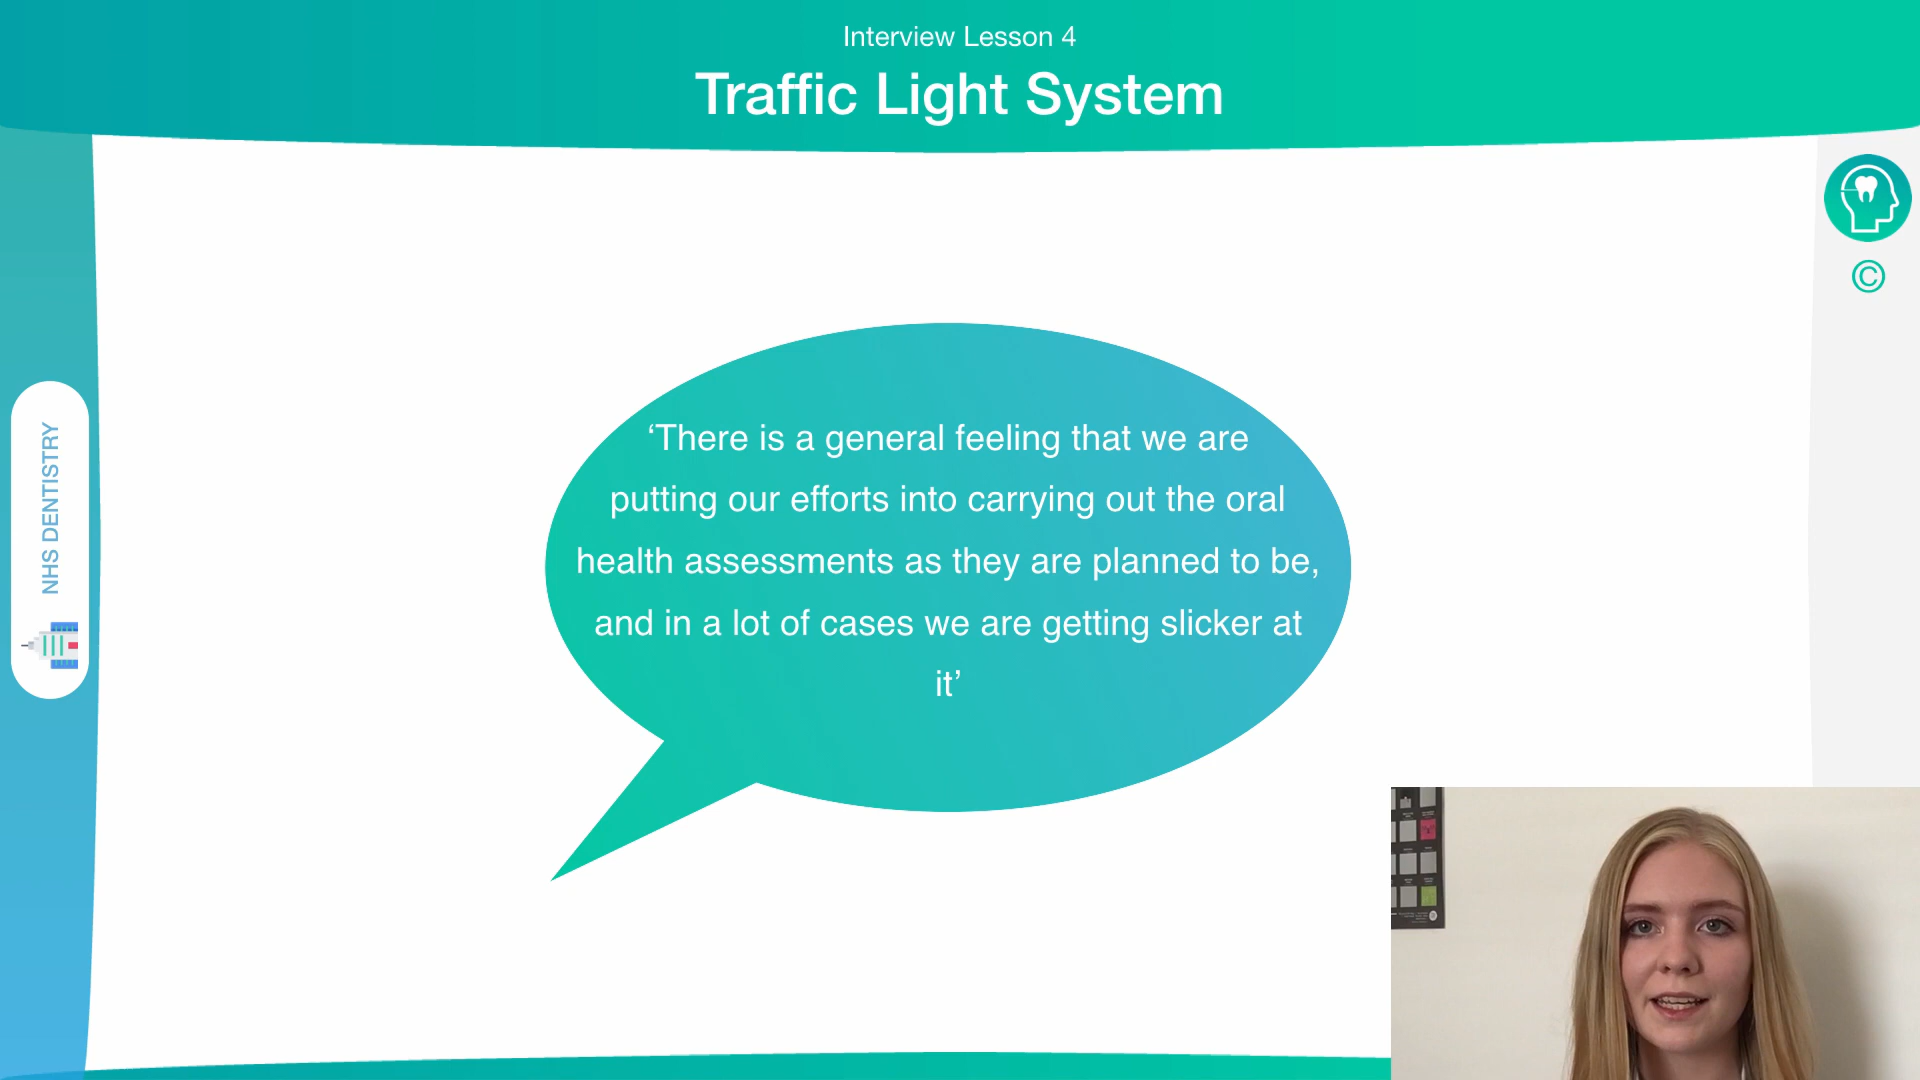 Interview Lesson 4
Traffic Light System
©
NHS DENTISTRY
‘There is a general feeling that we are
putting our efforts into carrying out the oral
health assessments as they are planned to be,
and in a lot of cases we are getting slicker at
it’